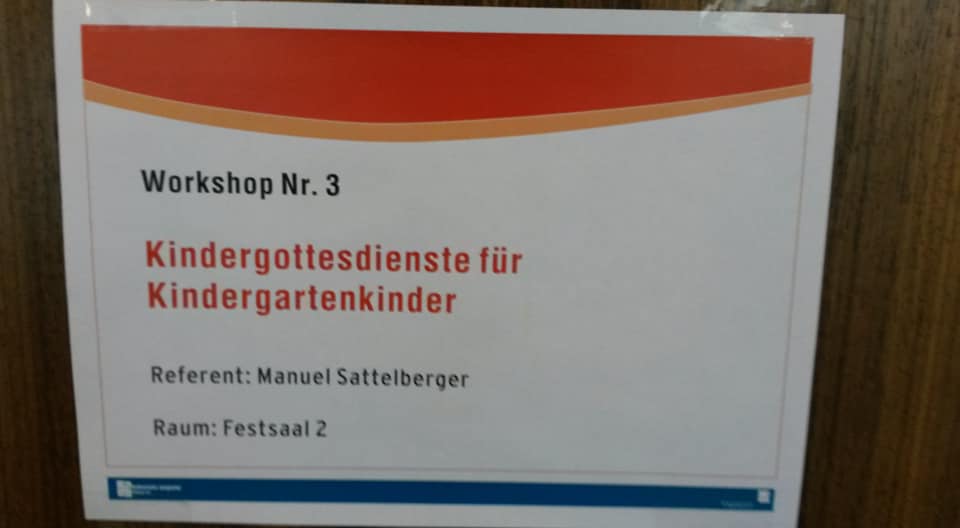 Workshop Nr. 3
Kindergottesdienste für
Kindergartenkinder
Referent: Manuel Sattelberger
Raum: Festsaal 2